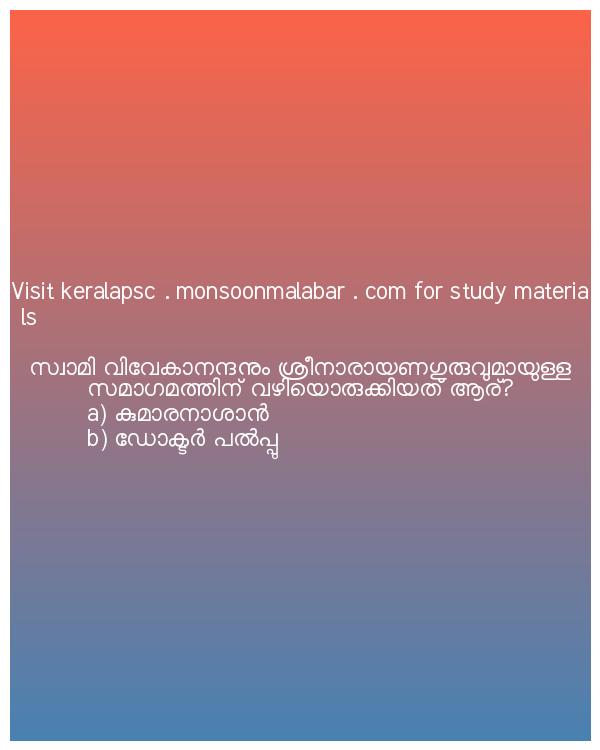 Visit keralapsc . monsoonmalabar . com for study materia
ls
സ്വാമി വിവേകാനന്ദനും ശ്രീനാരായണഗുരുവുമായുള്ള
സമാഗമത്തിന് വഴിയൊരുക്കിയത് ആര്?
a) കുമാരനാശാൻ
b) ഡോക്ടർ പൽപ്പു